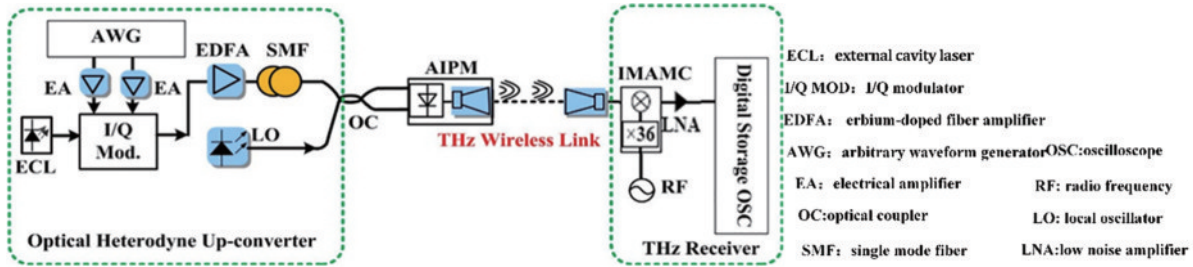 AWG
EA
EA
ECL
I/Q
Mod.
EDFA
SMF
LO
OC
Optical Heterodyne Up-converter
AIPM
THz Wireless Link
IMAMC
×36
LNA
RF
Digital Storage OSC
THz Receiver
ECL: external cavity laser
I/Q MOD: I/Q modulator
EDFA: erbium-doped fiber amplifier
AWG: arbitrary waveform generator OSC:oscilloscope
EA: electrical amplifier RF: radio frequency
OC:optical coupler LO: local oscillator
SMF: single mode fiber LNA:low noise amplifier